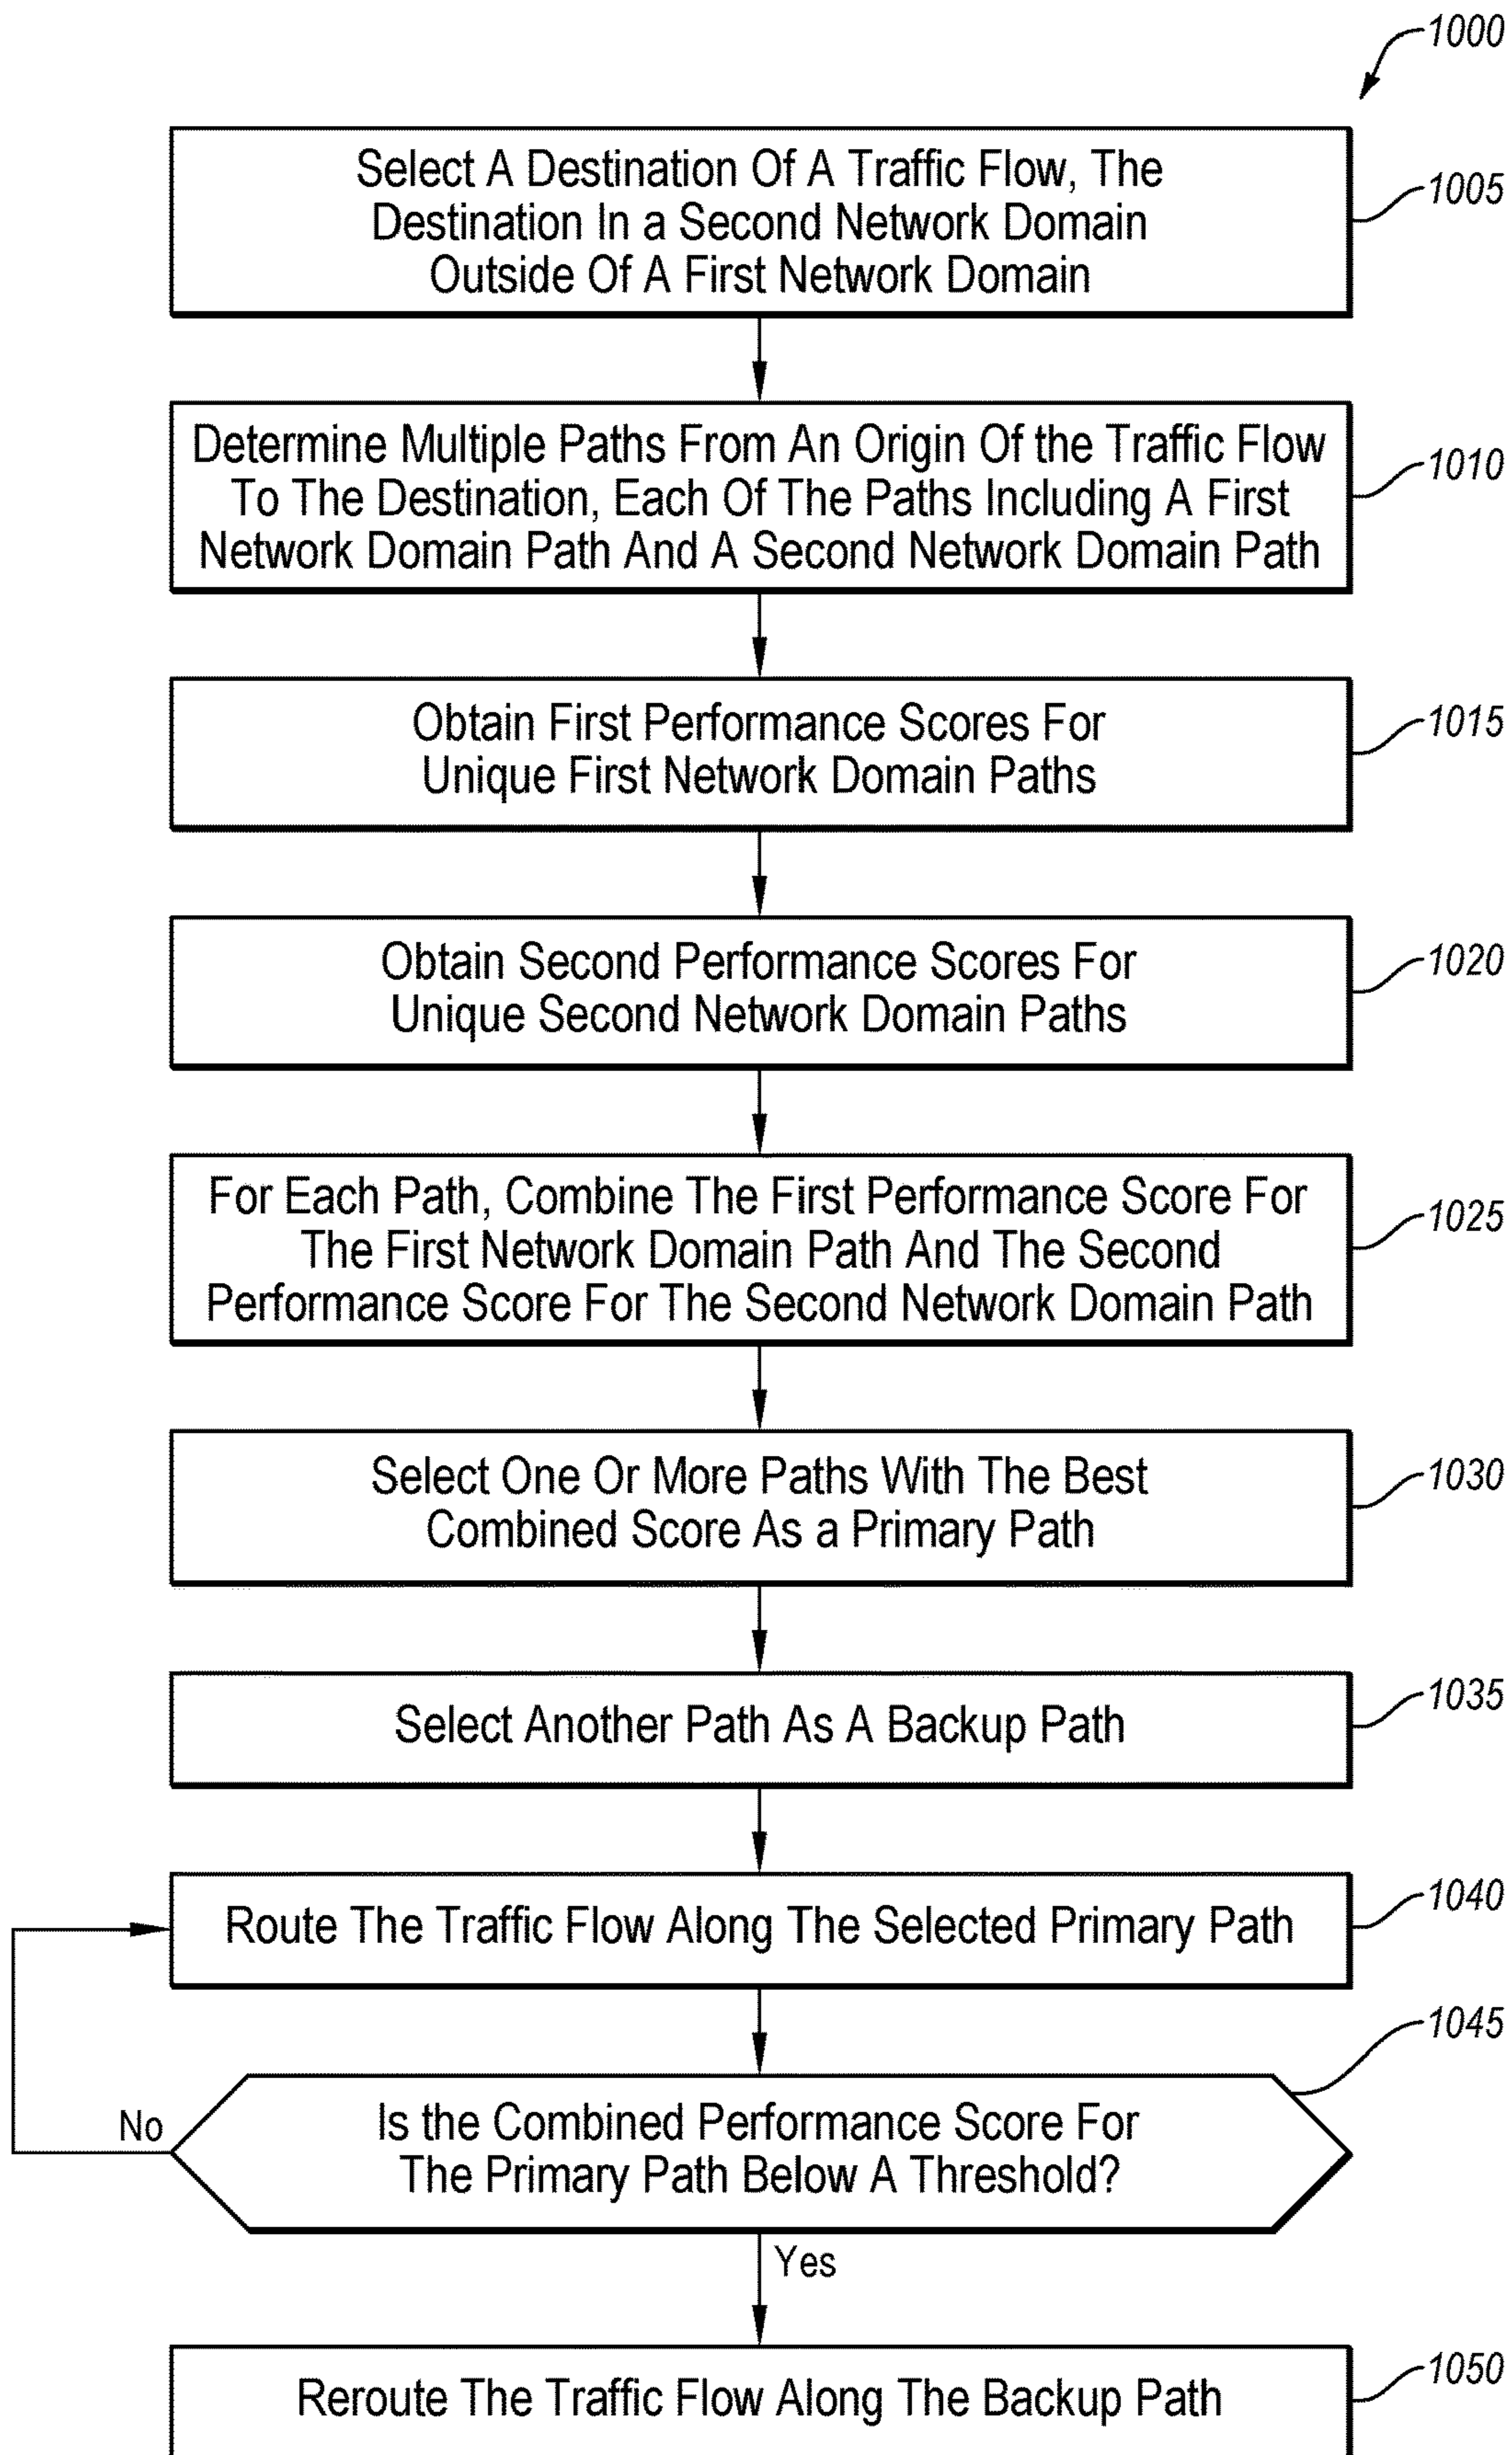 1000
Select A Destination Of A Traffic Flow, The
Destination In a Second Network Domain
Outside Of A First Network Domain
1005
Determine Multiple Paths From An Origin Of the Traffic Flow
To The Destination, Each Of The Paths Including A First
Network Domain Path And A Second Network Domain Path
1010
Obtain First Performance Scores For
Unique First Network Domain Paths
1015
Obtain Second Performance Scores For
Unique Second Network Domain Paths
1020
For Each Path, Combine The First Performance Score For
The First Network Domain Path And The Second
Performance Score For The Second Network Domain Path
1025
Select One Or More Paths With The Best
Combined Score As a Primary Path
1030
Select Another Path As A Backup Path
1035
Route The Traffic Flow Along The Selected Primary Path
1040
Is the Combined Performance Score For
The Primary Path Below A Threshold?
1045
No
Yes
Reroute The Traffic Flow Along The Backup Path
1050